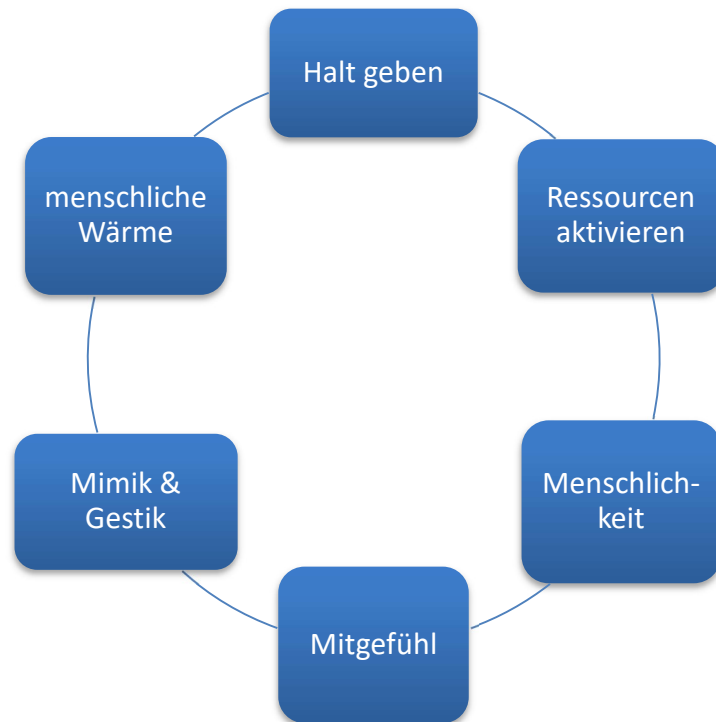 Halt geben
Ressourcen
aktivieren
Menschlich-
keit
Mitgefühl
Mimik &
Gestik
menschliche
Wärme